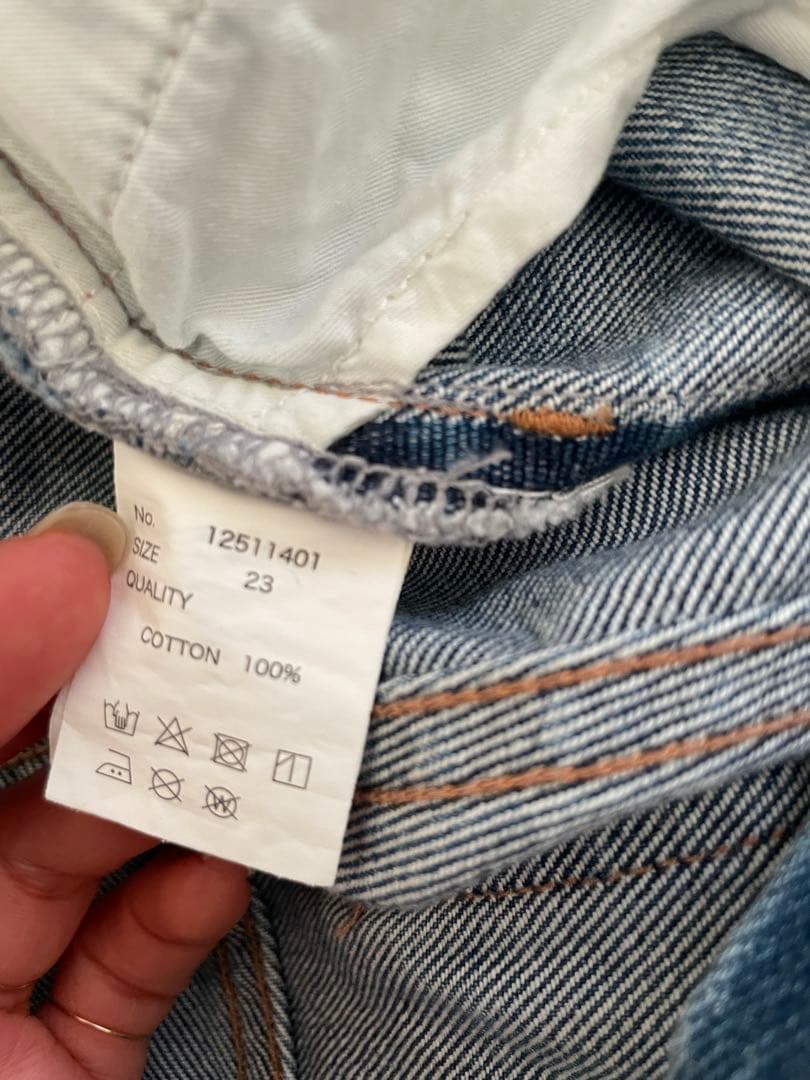 No. 12511401
SIZE 23
QUALITY
COTTON 100%
W